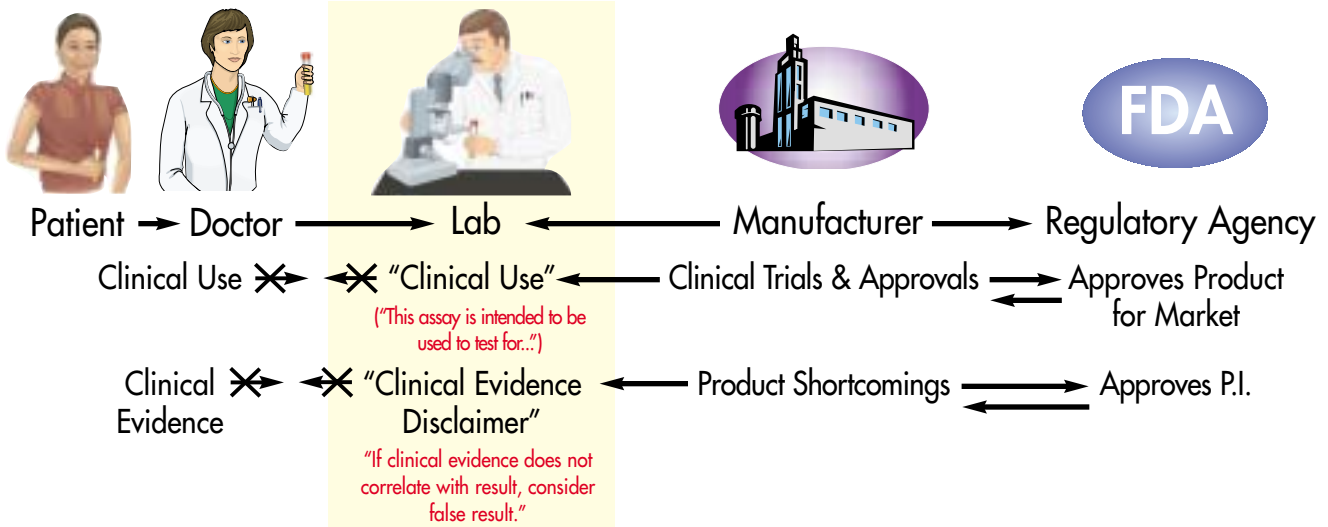 FDA
Patient Doctor Lab Manufacturer Regulatory Agency
Clinical Use “Clinical Use” Clinical Trials & Approvals Approves Product
for Market
(“This assay is intended to be
used to test for...”)
Clinical
Evidence
“Clinical Evidence
Disclaimer”
Product Shortcomings
Approves P.I.
“If clinical evidence does not
correlate with result, consider
false result.”